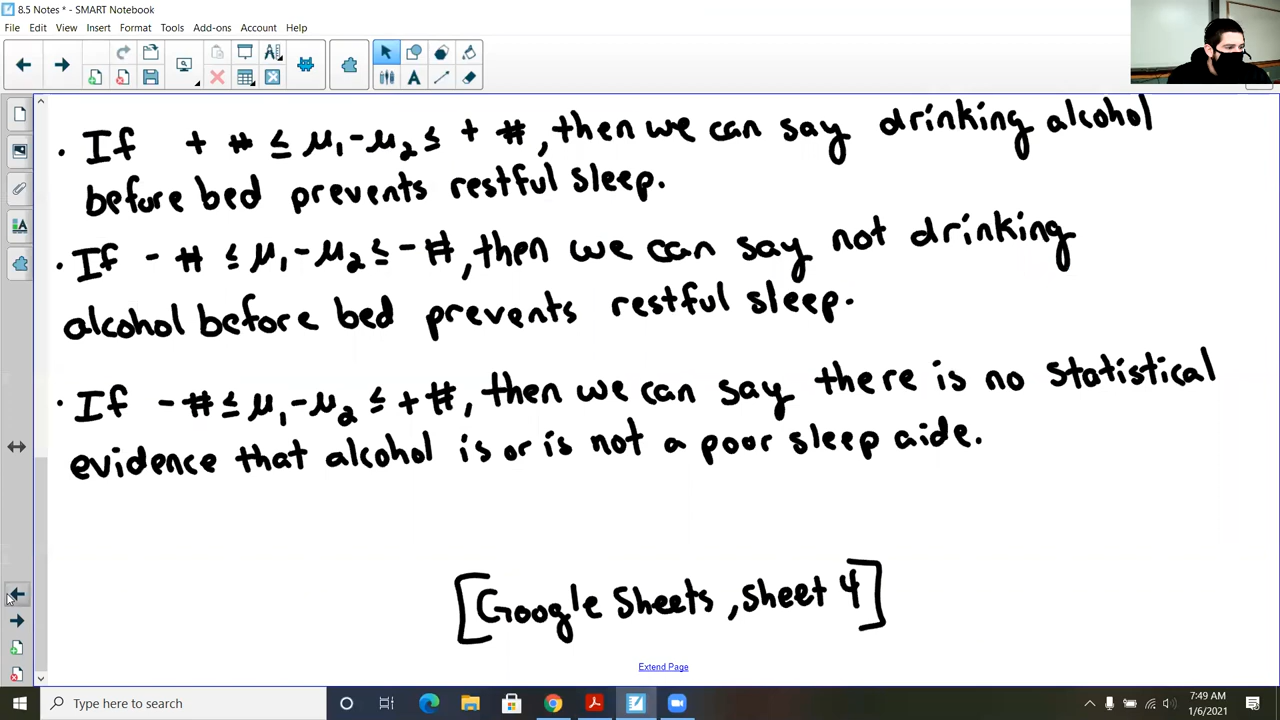 8.5 Notes * - SMART Notebook
File Edit View Insert Format Tools Add-ons Account Help
. If + # ≤ μ₁-μ₂ ≤ + #, then we can say drinking alcohol
before bed prevents restful sleep.
. If - # ≤ μ₁-μ₂ ≤ - #, then we can say not drinking
alcohol before bed prevents restful sleep.
. If - # ≤ μ₁-μ₂ ≤ + #, then we can say there is no statistical
evidence that alcohol is or is not a poor sleep aide.
[Google Sheets, sheet 4]
Extend Page
Type here to search
7:49 AM
1/6/2021